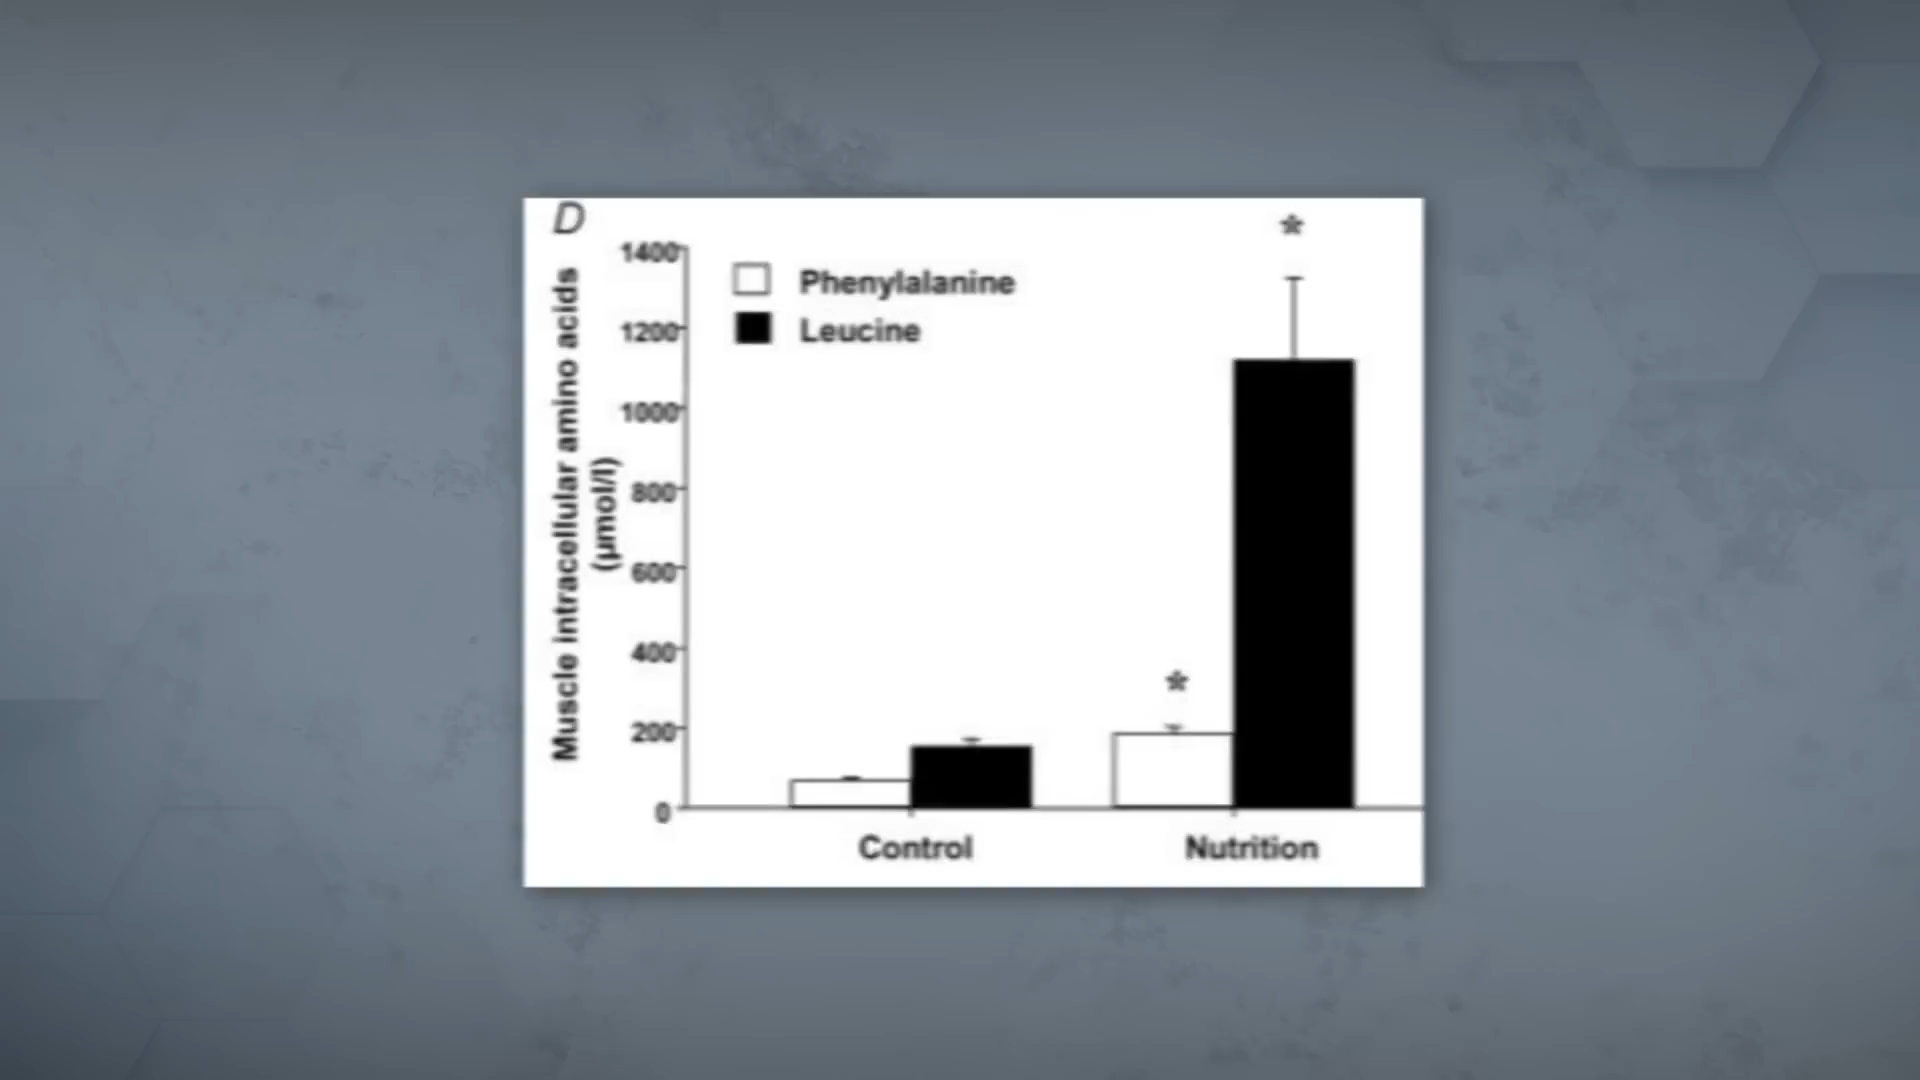 D
Muscle intracellular amino acids
(µmol/l)
1400
1200
1000
800
600
400
200
0
Phenylalanine
Leucine
*
*
Control
Nutrition